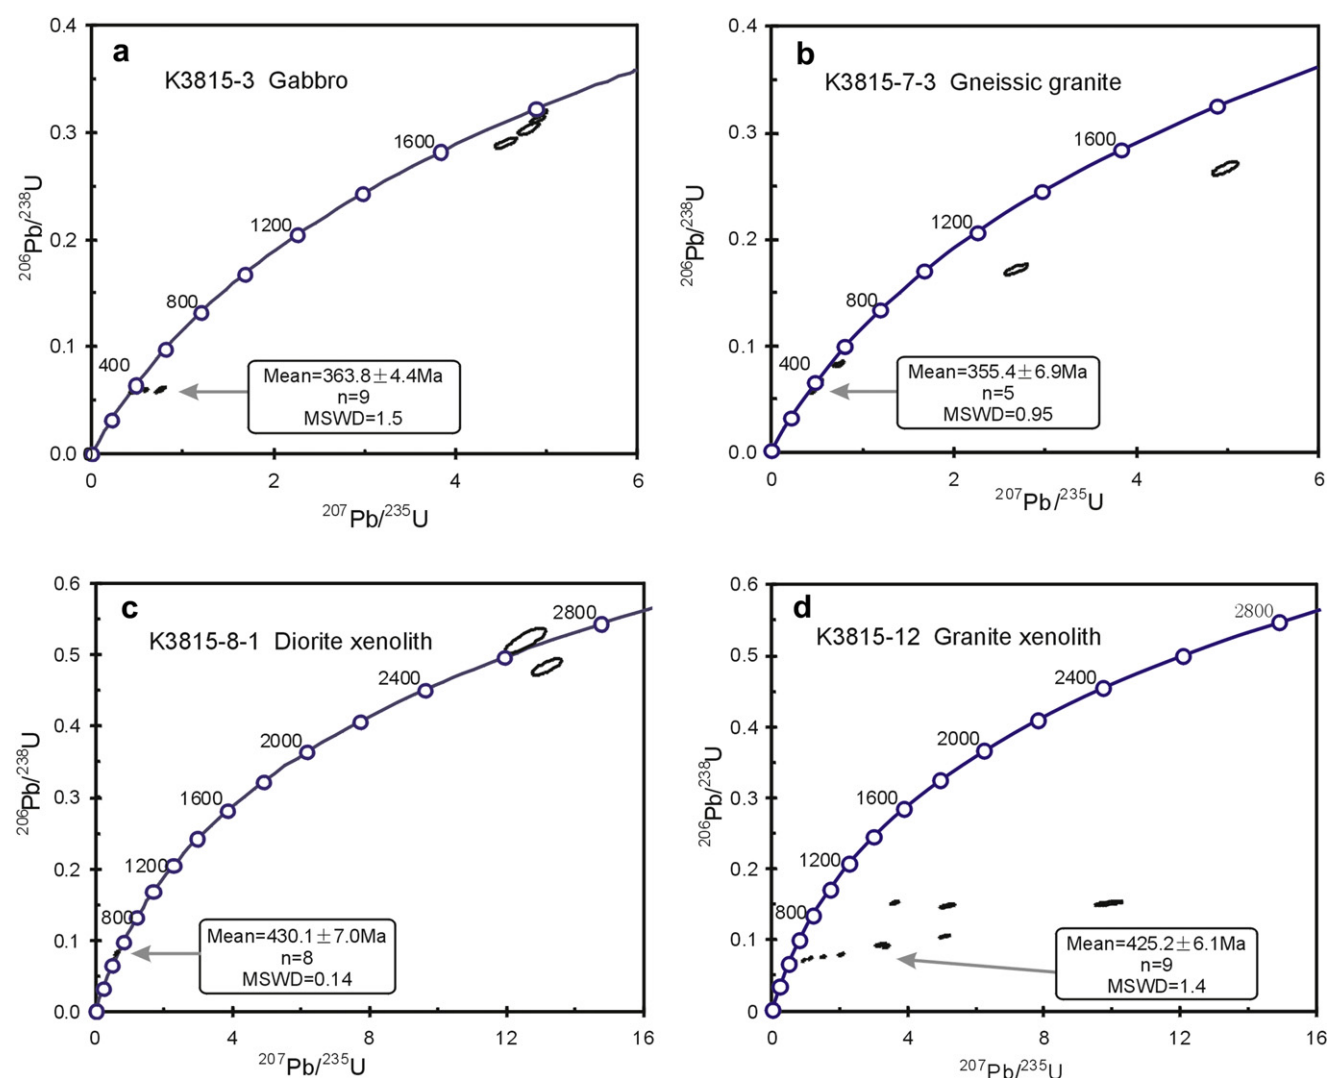 a
K3815-3 Gabbro
0.4
0.3
0.2
0.1
0.0
206Pb/238U
400
800
1200
1600
Mean=363.8±4.4Ma
n=9
MSWD=1.5
0 2 4 6
207Pb/235U
b
K3815-7-3 Gneissic granite
0.4
0.3
0.2
0.1
0.0
206Pb/238U
400
800
1200
1600
Mean=355.4±6.9Ma
n=5
MSWD=0.95
0 2 4 6
207Pb/235U
c
K3815-8-1 Diorite xenolith
0.6
0.5
0.4
0.3
0.2
0.1
0.0
206Pb/238U
800
1200
1600
2000
2400
2800
Mean=430.1±7.0Ma
n=8
MSWD=0.14
0 4 8 12 16
207Pb/235U
d
K3815-12 Granite xenolith
0.6
0.5
0.4
0.3
0.2
0.1
0
206Pb/238U
800
1200
1600
2000
2400
2800
Mean=425.2±6.1Ma
n=9
MSWD=1.4
0 4 8 12 16
207Pb/235U